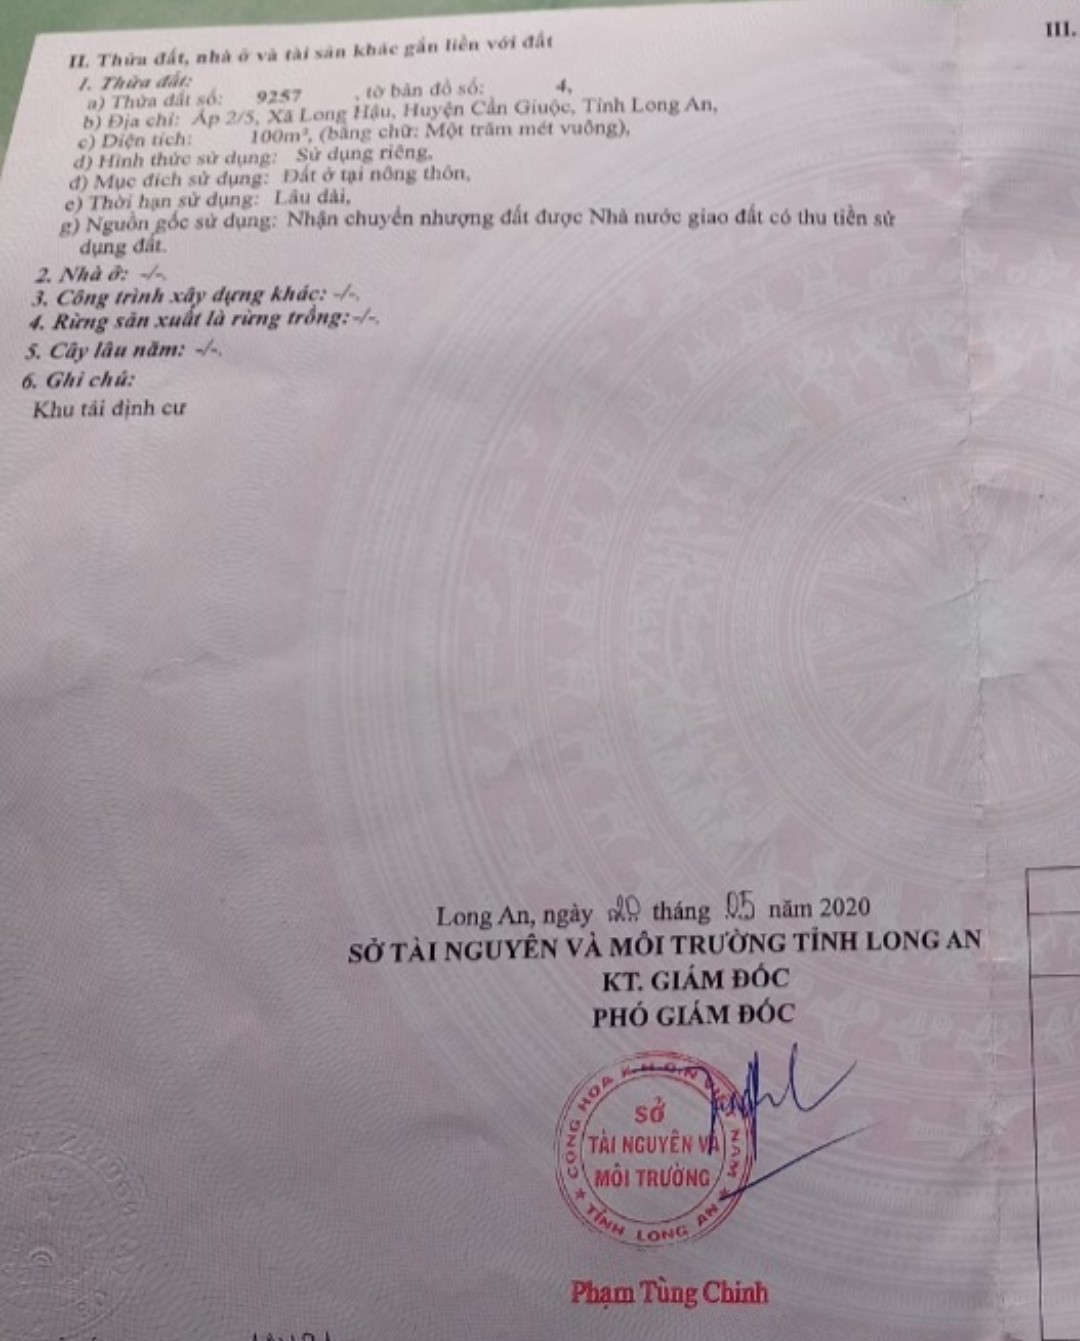 II. Thửa đất, nhà ở và tài sản khác gắn liền với đất
III.
1. Thửa đất:
a) Thửa đất số: 9257 , tờ bản đồ số: 4,
b) Địa chỉ: Ấp 2/5, Xã Long Hậu, Huyện Cần Giuộc, Tỉnh Long An,
c) Diện tích: 100m², (bằng chữ: Một trăm mét vuông),
d) Hình thức sử dụng: Sử dụng riêng,
đ) Mục đích sử dụng: Đất ở tại nông thôn,
e) Thời hạn sử dụng: Lâu dài,
g) Nguồn gốc sử dụng: Nhận chuyển nhượng đất được Nhà nước giao đất có thu tiền sử
dụng đất.
2. Nhà ở: -/-.
3. Công trình xây dựng khác: -/-.
4. Rừng sản xuất là rừng trồng:-/-.
5. Cây lâu năm: -/-.
6. Ghi chú:
Khu tái định cư
Long An, ngày 20 tháng 05 năm 2020
SỞ TÀI NGUYÊN VÀ MÔI TRƯỜNG TỈNH LONG AN
KT. GIÁM ĐỐC
PHÓ GIÁM ĐỐC
CỘNG HÒA X.H.C.N VIỆT NAM
SỞ
TÀI NGUYÊN VÀ
MÔI TRƯỜNG
TỈNH LONG AN
Phạm Tùng Chinh